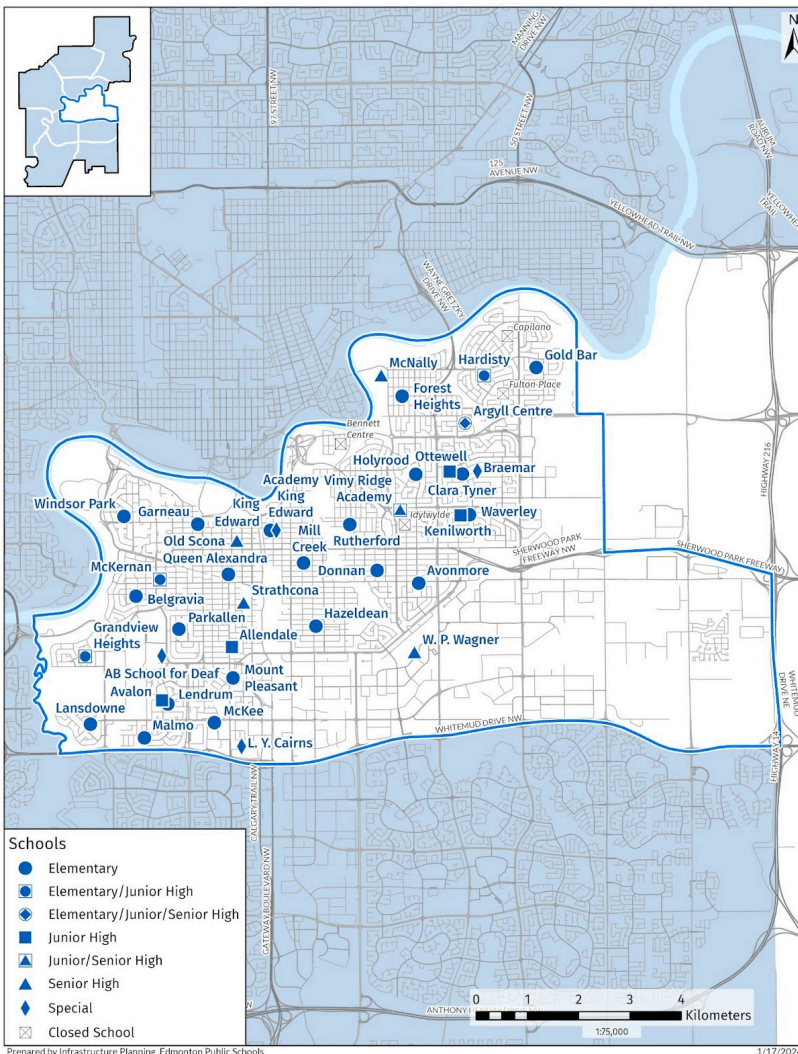 N
MANNING
DRIVE NW
97 STREET NW
50 STREET NW
125
AVENUE NW
AURUM
ROAD NW
YELLOWHEAD TRAIL NW
TRAIL
WAYNE GRETZKY
DRIVE NW
Capilano
McNally
Hardisty
Gold Bar
Fulton Place
Forest
Heights
Argyll Centre
Bennett
Centre
Holyrood
Ottewell
Braemar
Clara Tyner
Academy
King
Edward
Vimy Ridge
Academy
King
Edward
Idylwylde
Waverley
Kenilworth
Windsor Park
Garneau
Old Scona
Mill
Creek
Rutherford
Queen Alexandra
McKernan
Donnan
Avonmore
SHERWOOD PARK
FREEWAY NW
SHERWOOD PARK FREEWAY
HIGHWAY 216
Belgravia
Strathcona
Parkallen
Hazeldean
Grandview
Heights
Allendale
W. P. Wagner
AB School for Deaf
Mount
Pleasant
Avalon
Lendrum
Lansdowne
McKee
Malmo
L. Y. Cairns
WHITEMUD DRIVE NW
DRIVE NE
HIGHWAY 14
CALGARY TRAIL NW
GATEWAY BOULEVARD NW
Schools
Elementary
Elementary/Junior High
Elementary/Junior/Senior High
Junior High
Junior/Senior High
Senior High
Special
Closed School
0 1 2 3 4
Kilometers
1:75,000
Prepared by Infrastructure Planning, Edmonton Public Schools